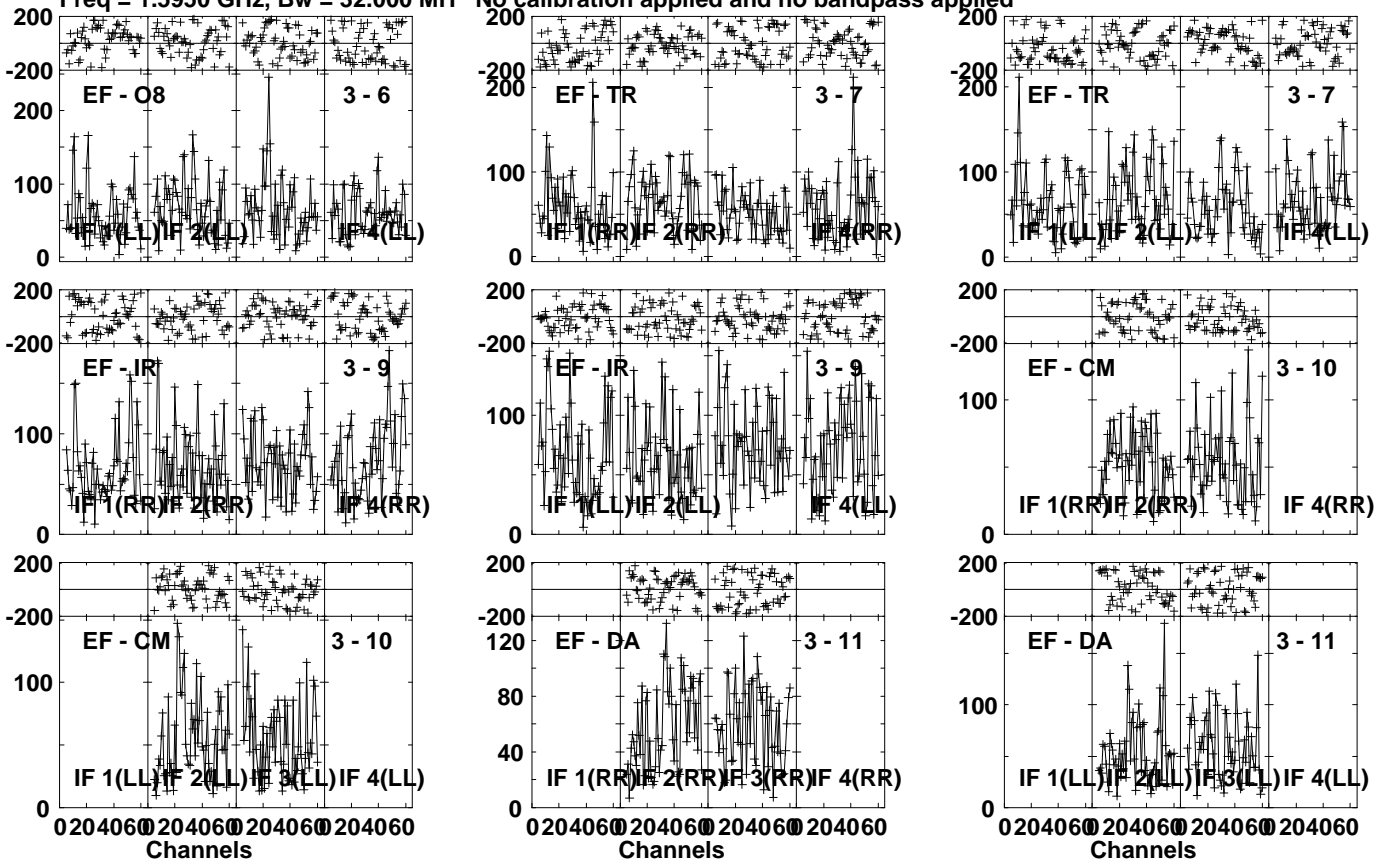 Freq = 1.5950 GHz, Bw = 32.000 MH No calibration applied and no bandpass applied
-200
EF - O8 3 - 6
200
100
0
IF 1(LL) IF 2(LL) IF 4(LL)
-200
EF - TR 3 - 7
200
100
0
IF 1(RR) IF 2(RR) IF 4(RR)
-200
EF - TR 3 - 7
200
100
0
IF 1(LL) IF 2(LL) IF 4(LL)
200
-200
EF - IR 3 - 9
100
0
IF 1(RR) IF 2(RR) IF 4(RR)
200
-200
EF - IR 3 - 9
100
0
IF 1(LL) IF 2(LL) IF 4(LL)
200
-200
EF - CM 3 - 10
100
0
IF 1(RR) IF 2(RR) IF 4(RR)
200
-200
EF - CM 3 - 10
100
0
IF 1(LL) IF 2(LL) IF 3(LL) IF 4(LL)
0 20 40 60 0 20 40 60 0 20 40 60 0 20 40 60
Channels
200
-200
EF - DA 3 - 11
120
80
40
0
IF 1(RR) IF 2(RR) IF 3(RR) IF 4(RR)
0 20 40 60 0 20 40 60 0 20 40 60 0 20 40 60
Channels
200
-200
EF - DA 3 - 11
100
0
IF 1(LL) IF 2(LL) IF 3(LL) IF 4(LL)
0 20 40 60 0 20 40 60 0 20 40 60 0 20 40 60
Channels